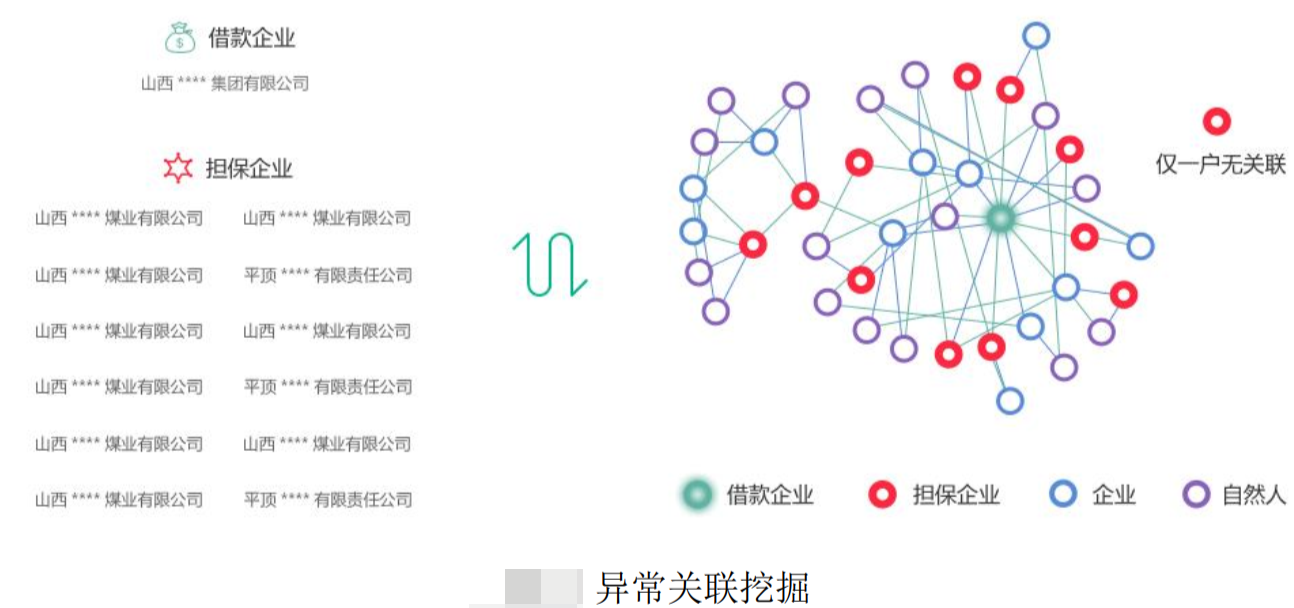 借款企业
山西 **** 集团有限公司
担保企业
山西 **** 煤业有限公司 山西 **** 煤业有限公司
山西 **** 煤业有限公司 平顶 **** 有限责任公司
山西 **** 煤业有限公司 山西 **** 煤业有限公司
山西 **** 煤业有限公司 平顶 **** 有限责任公司
山西 **** 煤业有限公司 山西 **** 煤业有限公司
山西 **** 煤业有限公司 平顶 **** 有限责任公司
仅一户无关联
借款企业 担保企业 企业 自然人
异常关联挖掘